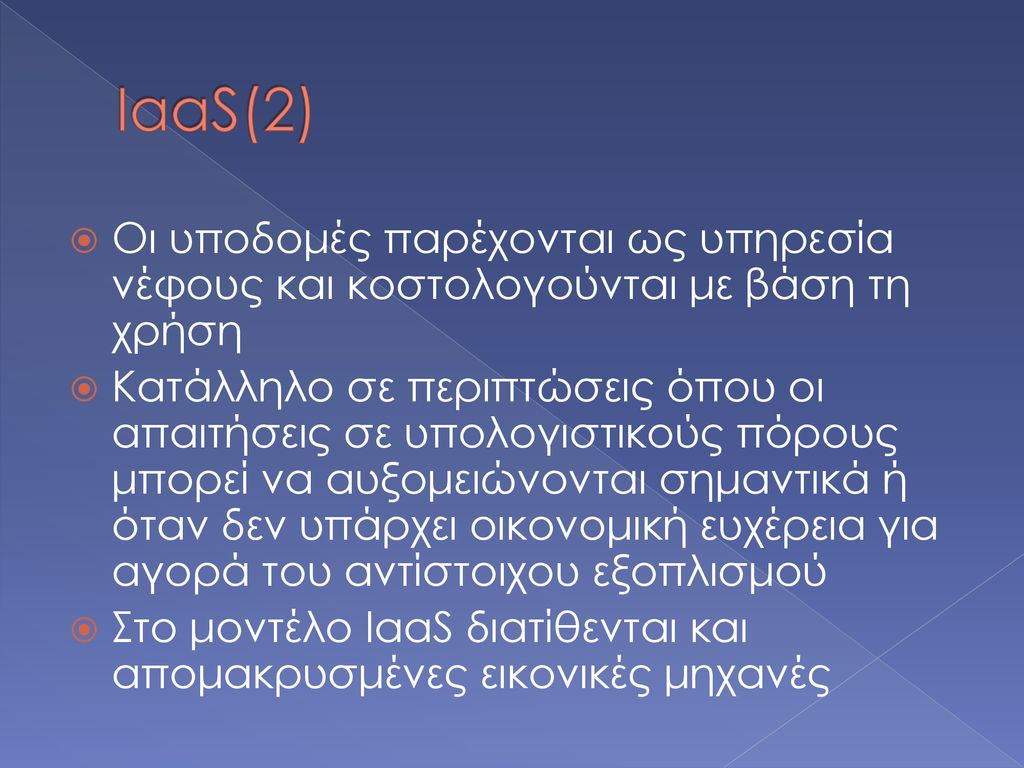 IaaS(2)
Οι υποδομές παρέχονται ως υπηρεσία
νέφους και κοστολογούνται με βάση τη
χρήση
Κατάλληλο σε περιπτώσεις όπου οι
απαιτήσεις σε υπολογιστικούς πόρους
μπορεί να αυξομειώνονται σημαντικά ή
όταν δεν υπάρχει οικονομική ευχέρεια για
αγορά του αντίστοιχου εξοπλισμού
Στο μοντέλο IaaS διατίθενται και
απομακρυσμένες εικονικές μηχανές